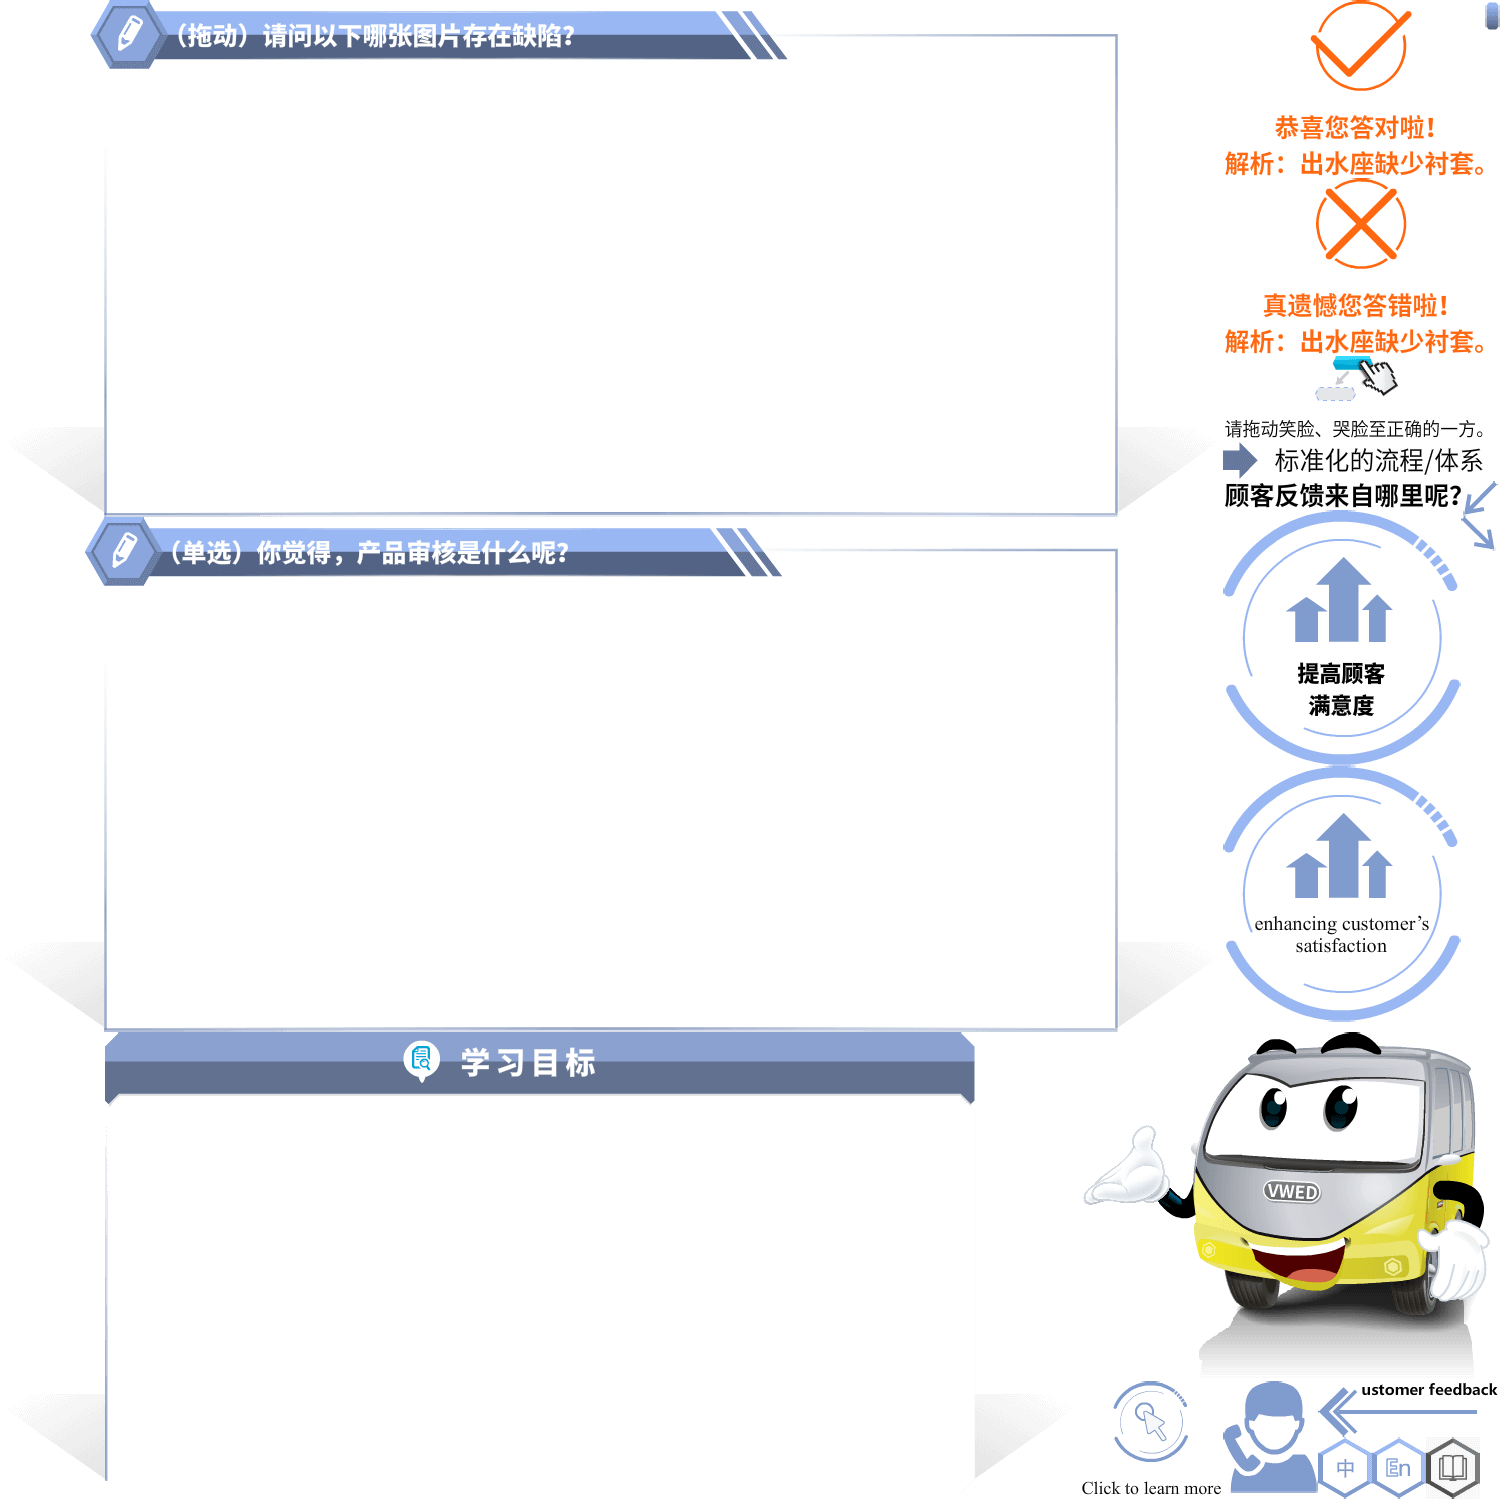 （拖动）请问以下哪张图片存在缺陷？
恭喜您答对啦！
解析：出水座缺少衬套。
真遗憾您答错啦！
解析：出水座缺少衬套。
请拖动笑脸、哭脸至正确的一方。
标准化的流程/体系
顾客反馈来自哪里呢？
（单选）你觉得，产品审核是什么呢？
提高顾客
满意度
enhancing customer’s
satisfaction
学习目标
VWED
ustomer feedback
Click to learn more
中
En